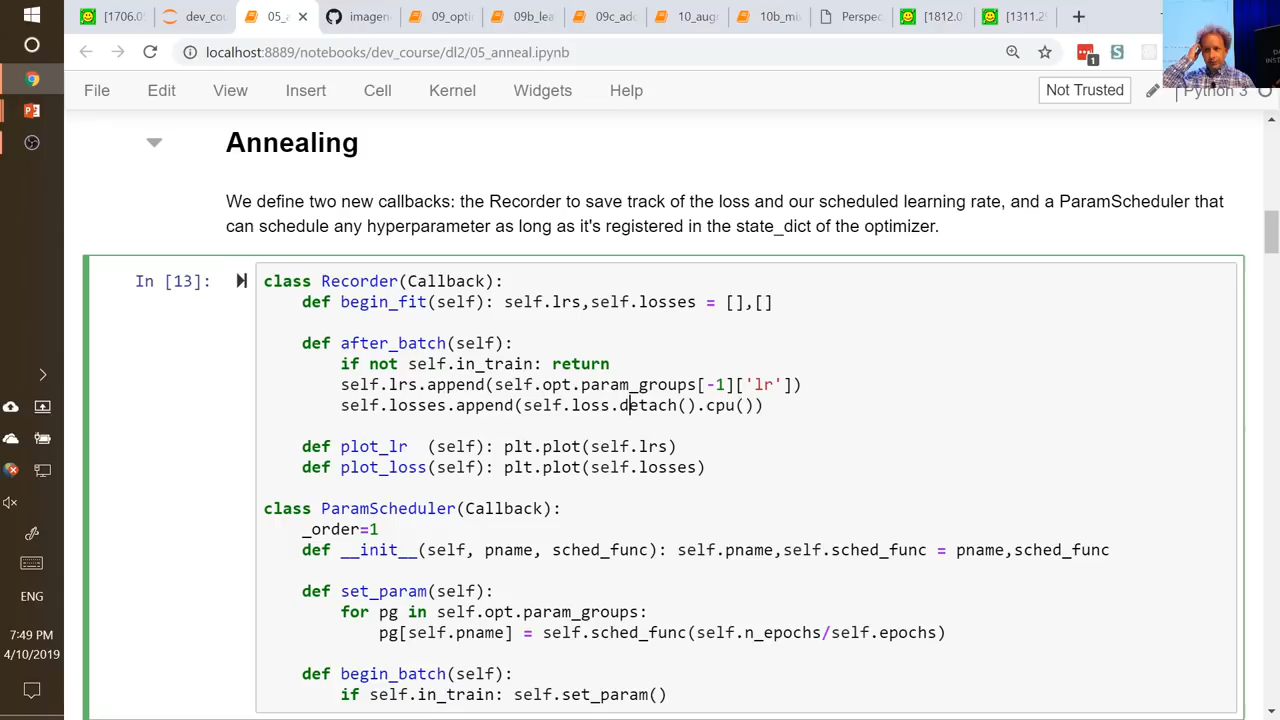 [1706.05
dev_cou
05_a
imagen
09_opti
09b_lea
09c_add
10_augr
10b_mix
Perspec
[1812.0
[1311.29
localhost:8889/notebooks/dev_course/dl2/05_anneal.ipynb
1
S
File Edit View Insert Cell Kernel Widgets Help
Not Trusted
Python 3
Annealing
We define two new callbacks: the Recorder to save track of the loss and our scheduled learning rate, and a ParamScheduler that
can schedule any hyperparameter as long as it's registered in the state_dict of the optimizer.
In [13]:
class Recorder(Callback):
    def begin_fit(self): self.lrs,self.losses = [],[]
    def after_batch(self):
        if not self.in_train: return
        self.lrs.append(self.opt.param_groups[-1]['lr'])
        self.losses.append(self.loss.detach().cpu())
    def plot_lr  (self): plt.plot(self.lrs)
    def plot_loss(self): plt.plot(self.losses)
class ParamScheduler(Callback):
    _order=1
    def __init__(self, pname, sched_func): self.pname,self.sched_func = pname,sched_func
    def set_param(self):
        for pg in self.opt.param_groups:
            pg[self.pname] = self.sched_func(self.n_epochs/self.epochs)
    def begin_batch(self):
        if self.in_train: self.set_param()
ENG
7:49 PM
4/10/2019